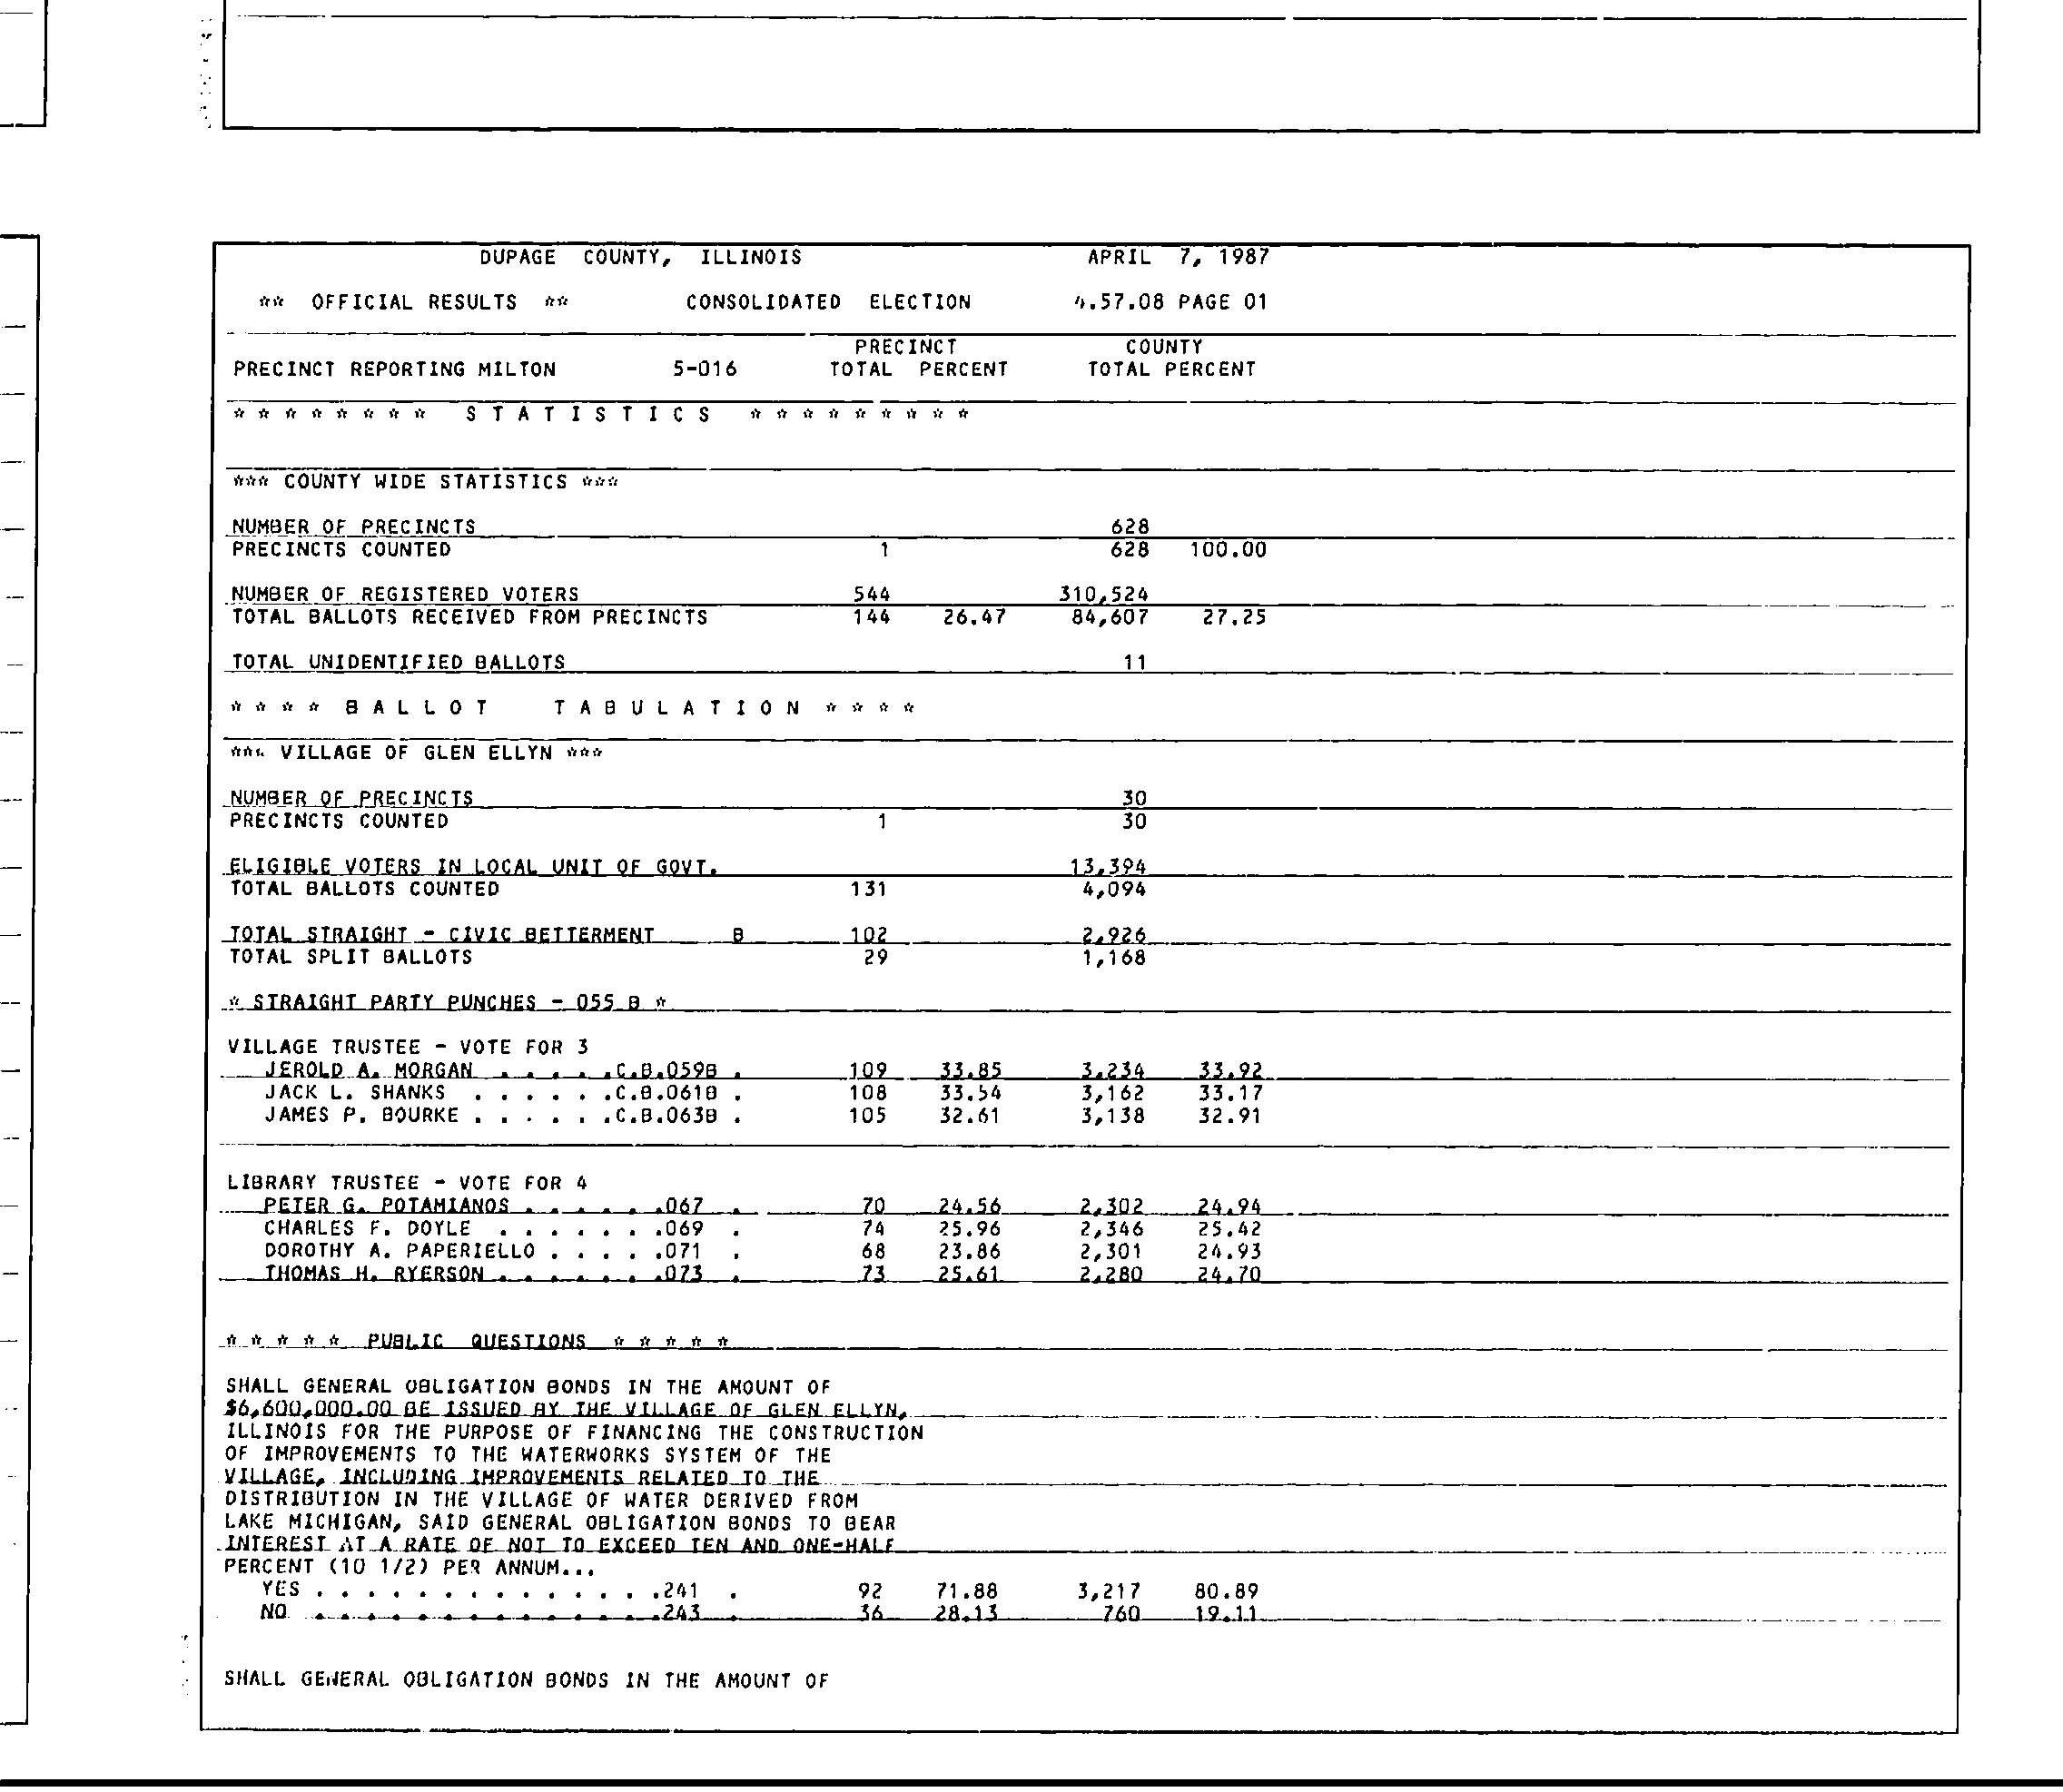 DUPAGE COUNTY, ILLINOIS APRIL 7, 1987
** OFFICIAL RESULTS ** CONSOLIDATED ELECTION 4.57.08 PAGE 01
PRECINCT COUNTY
PRECINCT REPORTING MILTON 5-016 TOTAL PERCENT TOTAL PERCENT
* * * * * * * * S T A T I S T I C S * * * * * * * * *
*** COUNTY WIDE STATISTICS ***
NUMBER OF PRECINCTS 628
PRECINCTS COUNTED 1 628 100.00
NUMBER OF REGISTERED VOTERS 544 310,524
TOTAL BALLOTS RECEIVED FROM PRECINCTS 144 26.47 84,607 27.25
TOTAL UNIDENTIFIED BALLOTS 11
* * * * B A L L O T T A B U L A T I O N * * * *
*** VILLAGE OF GLEN ELLYN ***
NUMBER OF PRECINCTS 30
PRECINCTS COUNTED 1 30
ELIGIBLE VOTERS IN LOCAL UNIT OF GOVT. 13,394
TOTAL BALLOTS COUNTED 131 4,094
TOTAL STRAIGHT - CIVIC BETTERMENT B 102 2,926
TOTAL SPLIT BALLOTS 29 1,168
* STRAIGHT PARTY PUNCHES - 055 B *
VILLAGE TRUSTEE - VOTE FOR 3
JEROLD A. MORGAN . . . . . .C.B.059B . 109 33.85 3,234 33.92
JACK L. SHANKS . . . . . .C.B.061B . 108 33.54 3,162 33.17
JAMES P. BOURKE . . . . . .C.B.063B . 105 32.61 3,138 32.91
LIBRARY TRUSTEE - VOTE FOR 4
PETER G. POTAMIANOS . . . . . .067 . 70 24.56 2,302 24.94
CHARLES F. DOYLE . . . . . . .069 . 74 25.96 2,346 25.42
DOROTHY A. PAPERIELLO . . . . .071 . 68 23.86 2,301 24.93
THOMAS H. RYERSON . . . . . . .073 . 73 25.61 2,280 24.70
* * * * * PUBLIC QUESTIONS * * * * *
SHALL GENERAL OBLIGATION BONDS IN THE AMOUNT OF
$6,600,000.00 BE ISSUED BY THE VILLAGE OF GLEN ELLYN,
ILLINOIS FOR THE PURPOSE OF FINANCING THE CONSTRUCTION
OF IMPROVEMENTS TO THE WATERWORKS SYSTEM OF THE
VILLAGE, INCLUDING IMPROVEMENTS RELATED TO THE
DISTRIBUTION IN THE VILLAGE OF WATER DERIVED FROM
LAKE MICHIGAN, SAID GENERAL OBLIGATION BONDS TO BEAR
INTEREST AT A RATE OF NOT TO EXCEED TEN AND ONE-HALF
PERCENT (10 1/2) PER ANNUM...
YES . . . . . . . . . . . . . .241 . 92 71.88 3,217 80.89
NO . . . . . . . . . . . . . .243 . 36 28.13 760 19.11
SHALL GENERAL OBLIGATION BONDS IN THE AMOUNT OF